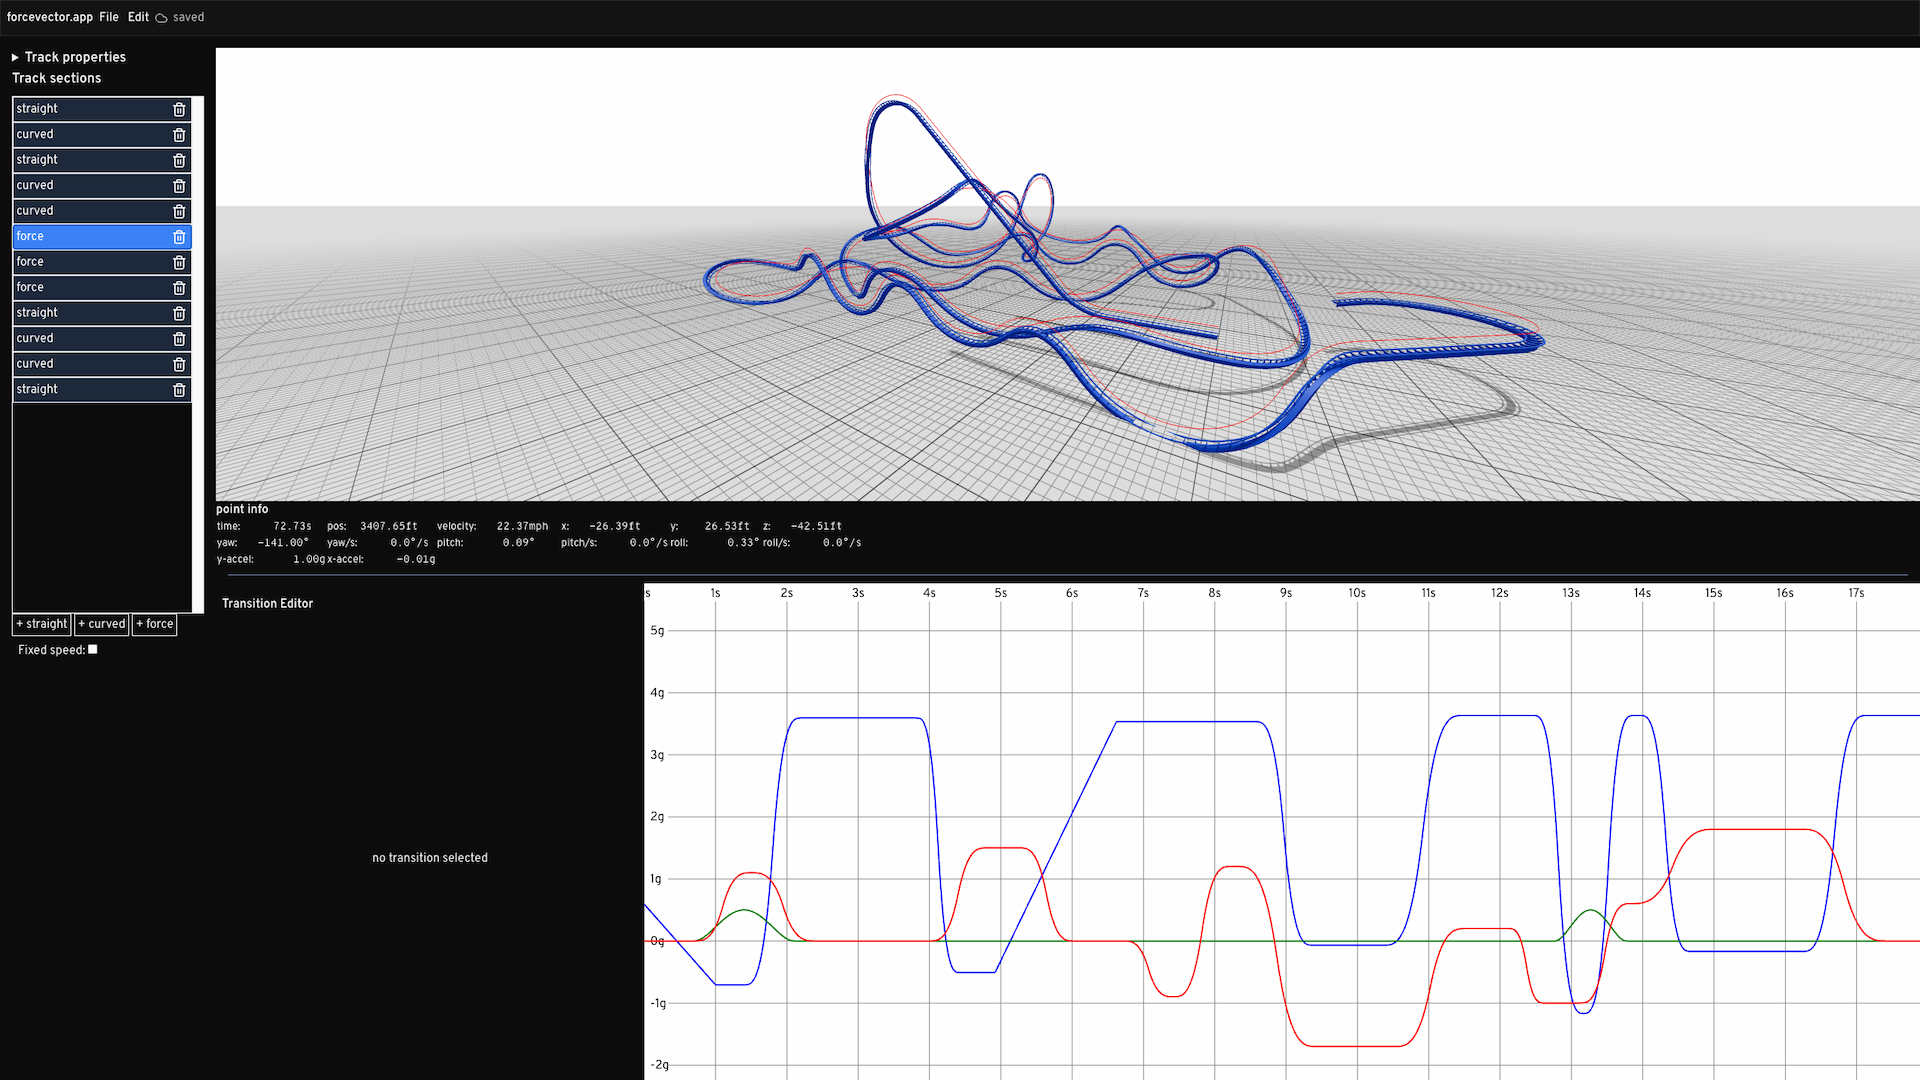 forcevector.app File Edit saved
▶ Track properties
Track sections
straight
curved
straight
curved
curved
force
force
force
straight
curved
curved
straight
+ straight + curved + force
Fixed speed:
point info
time: 72.73s pos: 3407.65ft velocity: 22.37mph x: -26.39ft y: 26.53ft z: -42.51ft
yaw: -141.00° yaw/s: 0.0°/s pitch: 0.09° pitch/s: 0.0°/s roll: 0.33° roll/s: 0.0°/s
y-accel: 1.00g x-accel: -0.01g
Transition Editor
no transition selected
s 1s 2s 3s 4s 5s 6s 7s 8s 9s 10s 11s 12s 13s 14s 15s 16s 17s
5g
4g
3g
2g
1g
0g
-1g
-2g